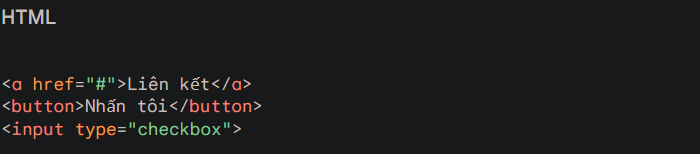 HTML
<a href="#">Liên kết</a>
<button>Nhấn tôi</button>
<input type="checkbox">